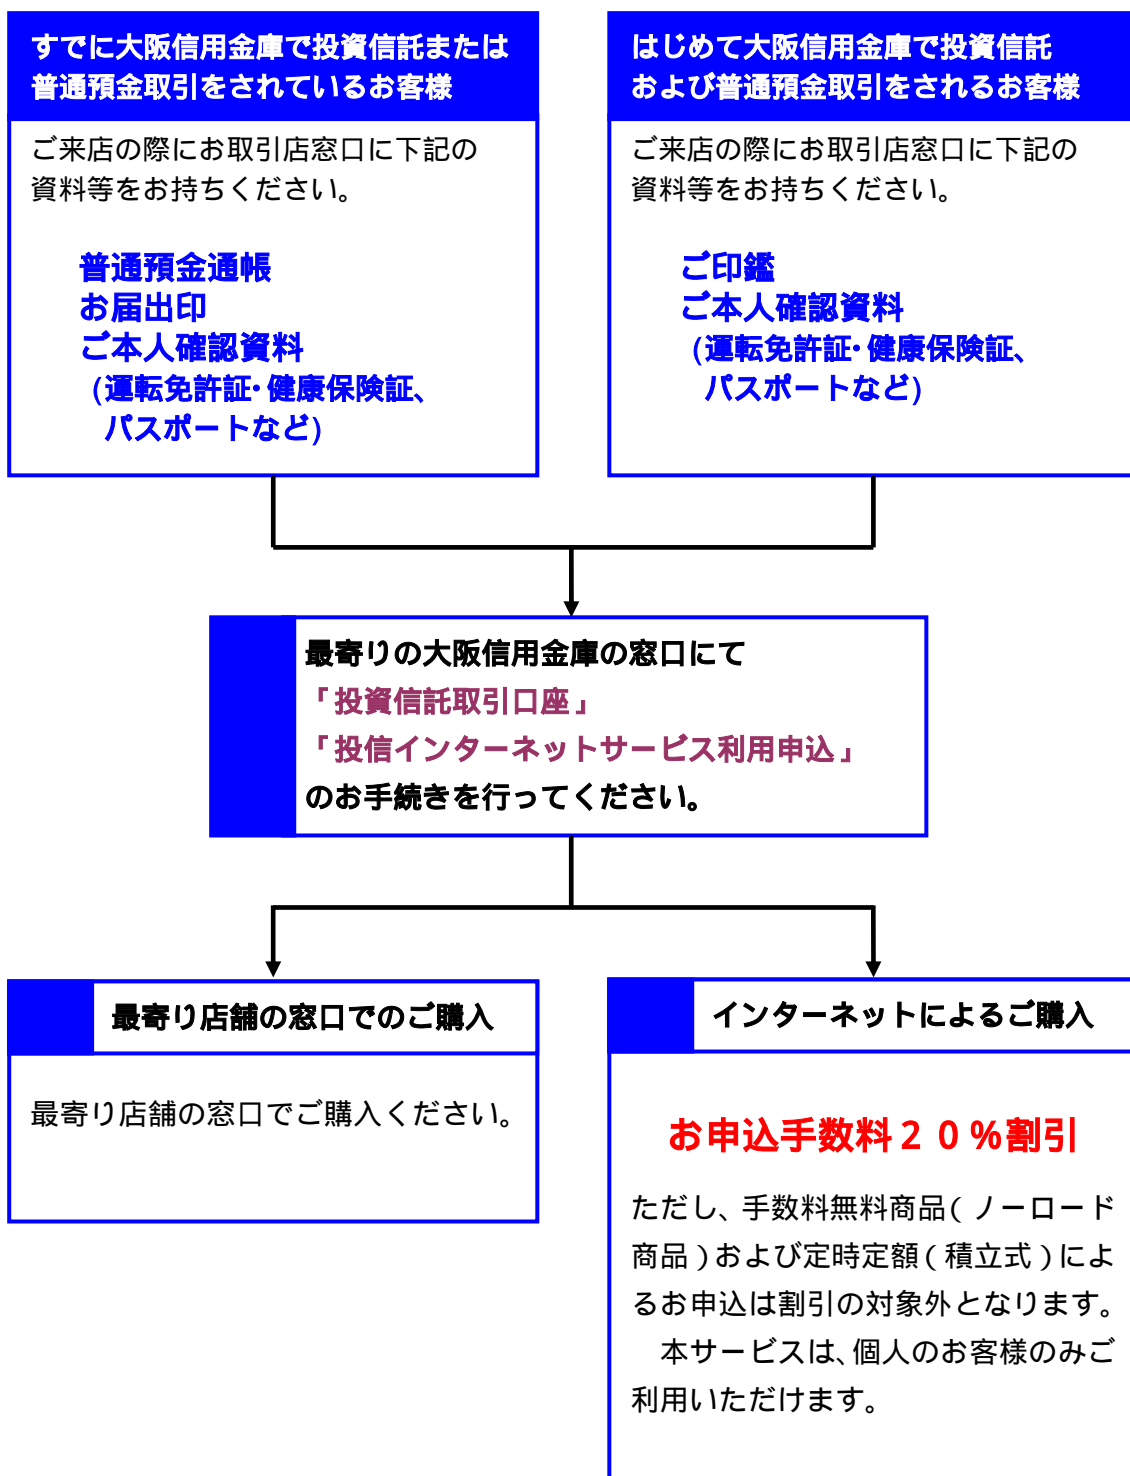 すでに大阪信用金庫で投資信託または
普通預金取引をされているお客様
ご来店の際にお取引店窓口に下記の
資料等をお持ちください。
普通預金通帳
お届出印
ご本人確認資料
(運転免許証・健康保険証、
パスポートなど)
はじめて大阪信用金庫で投資信託
および普通預金取引をされるお客様
ご来店の際にお取引店窓口に下記の
資料等をお持ちください。
ご印鑑
ご本人確認資料
(運転免許証・健康保険証、
パスポートなど)
最寄りの大阪信用金庫の窓口にて
「投資信託取引口座」
「投信インターネットサービス利用申込」
のお手続きを行ってください。
最寄り店舗の窓口でのご購入
最寄り店舗の窓口でご購入ください。
インターネットによるご購入
お申込手数料20%割引
ただし、手数料無料商品(ノーロード
商品)および定時定額(積立式)によ
るお申込は割引の対象外となります。
本サービスは、個人のお客様のみご
利用いただけます。